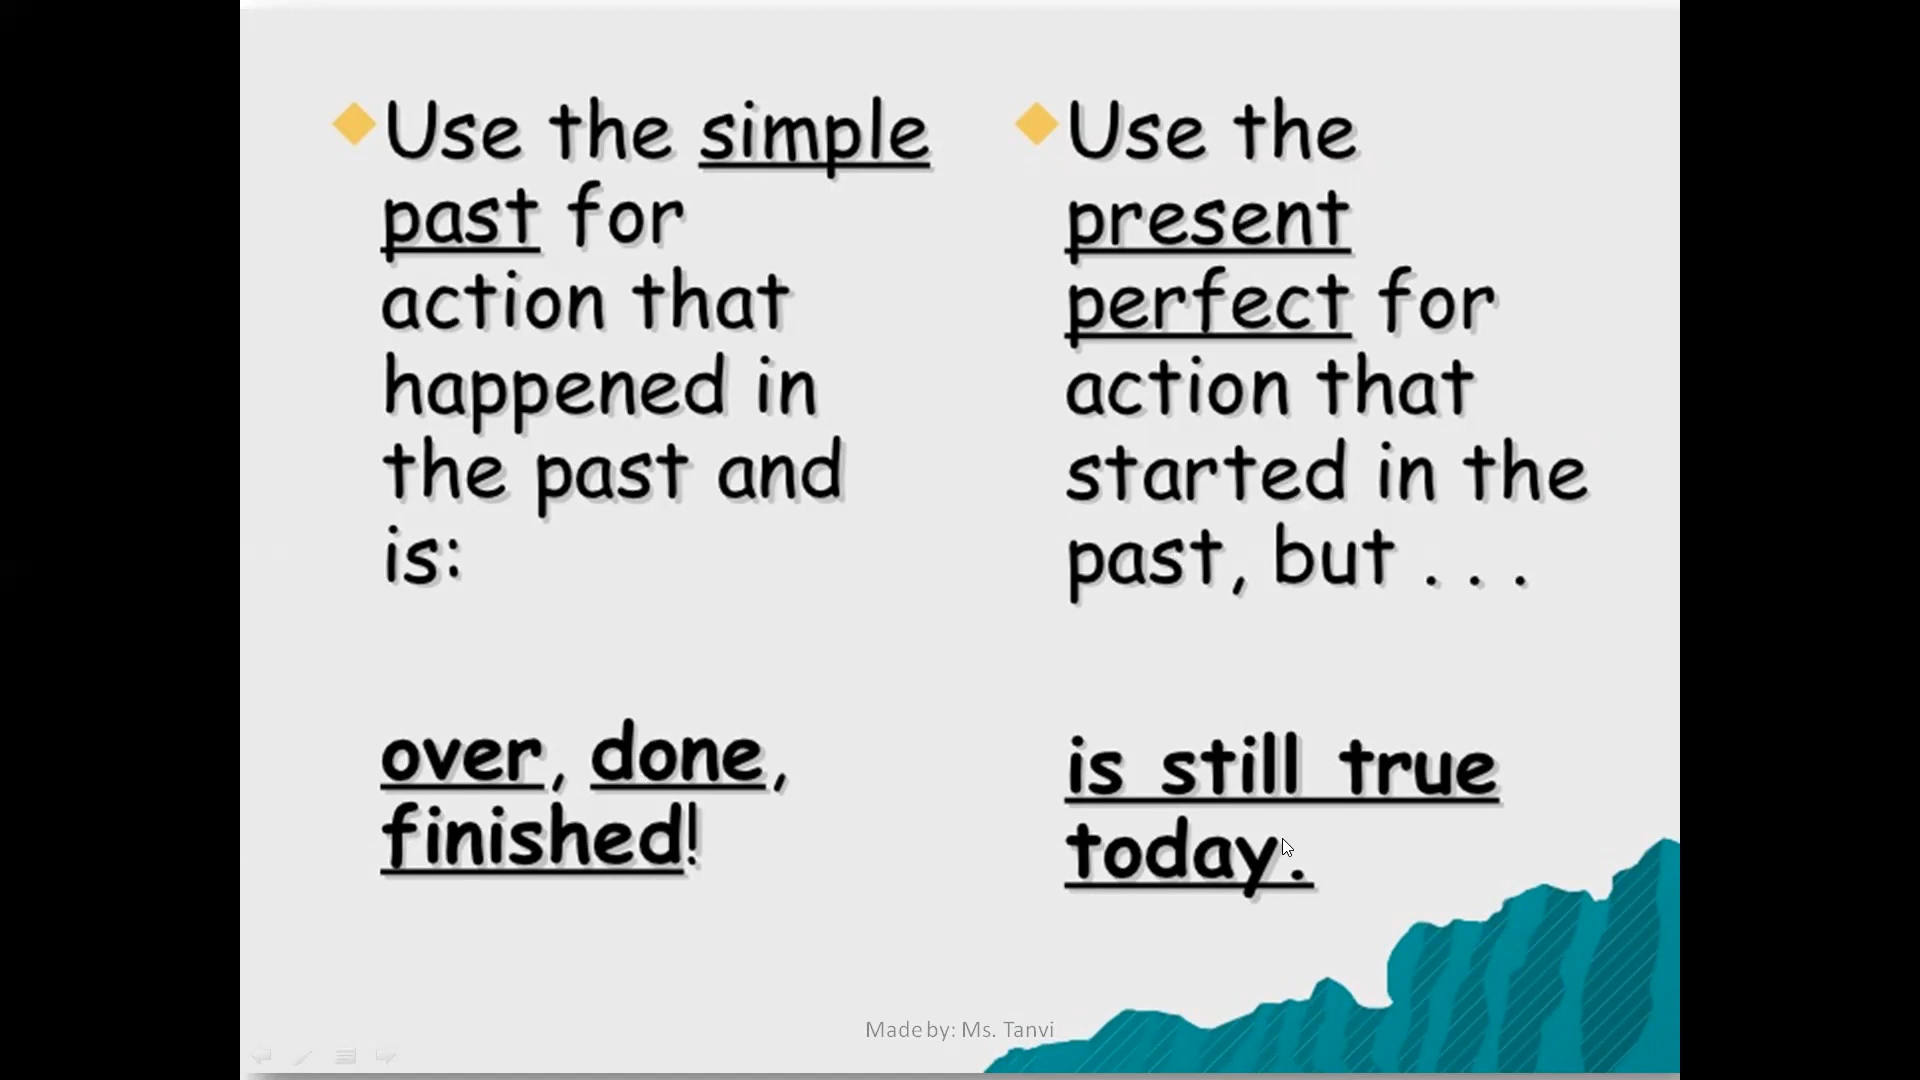 Use the simple
past for
action that
happened in
the past and
is:
over, done,
finished!
Use the
present
perfect for
action that
started in the
past, but . . .
is still true
today.
Made by: Ms. Tanvi